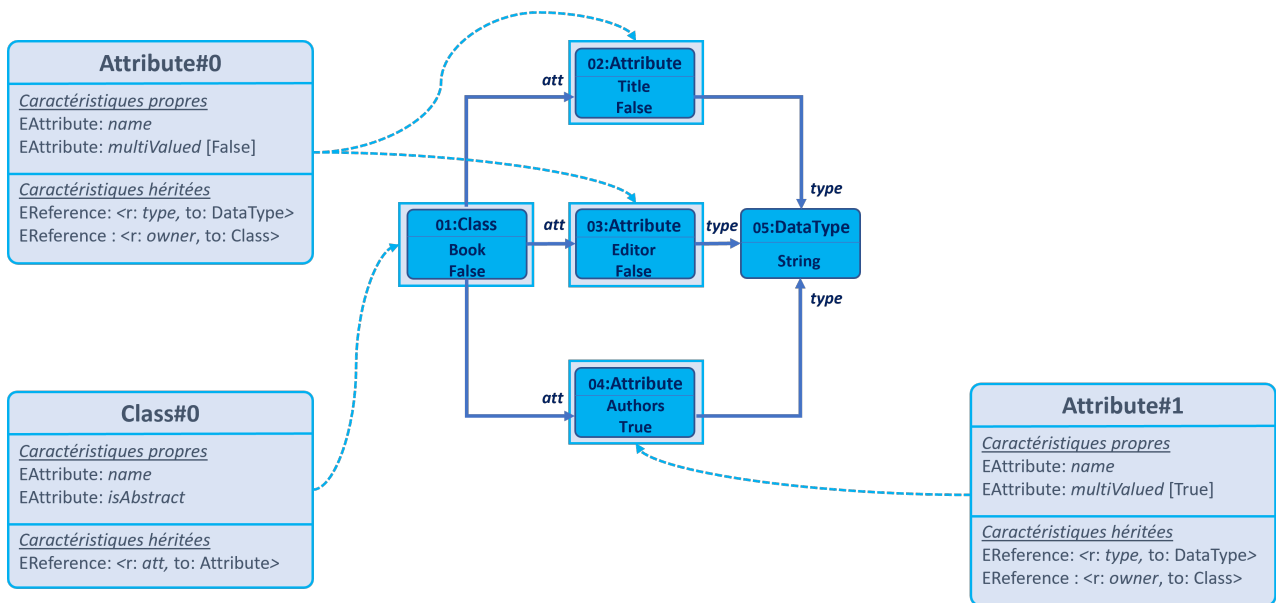 Attribute#0
Caractéristiques propres
EAttribute: name
EAttribute: multiValued [False]
Caractéristiques héritées
EReference: <r: type, to: DataType>
EReference : <r: owner, to: Class>
Class#0
Caractéristiques propres
EAttribute: name
EAttribute: isAbstract
Caractéristiques héritées
EReference: <r: att, to: Attribute>
att
02:Attribute
Title
False
type
01:Class
Book
False
att
03:Attribute
Editor
False
type
05:DataType
String
att
04:Attribute
Authors
True
type
Attribute#1
Caractéristiques propres
EAttribute: name
EAttribute: multiValued [True]
Caractéristiques héritées
EReference: <r: type, to: DataType>
EReference : <r: owner, to: Class>